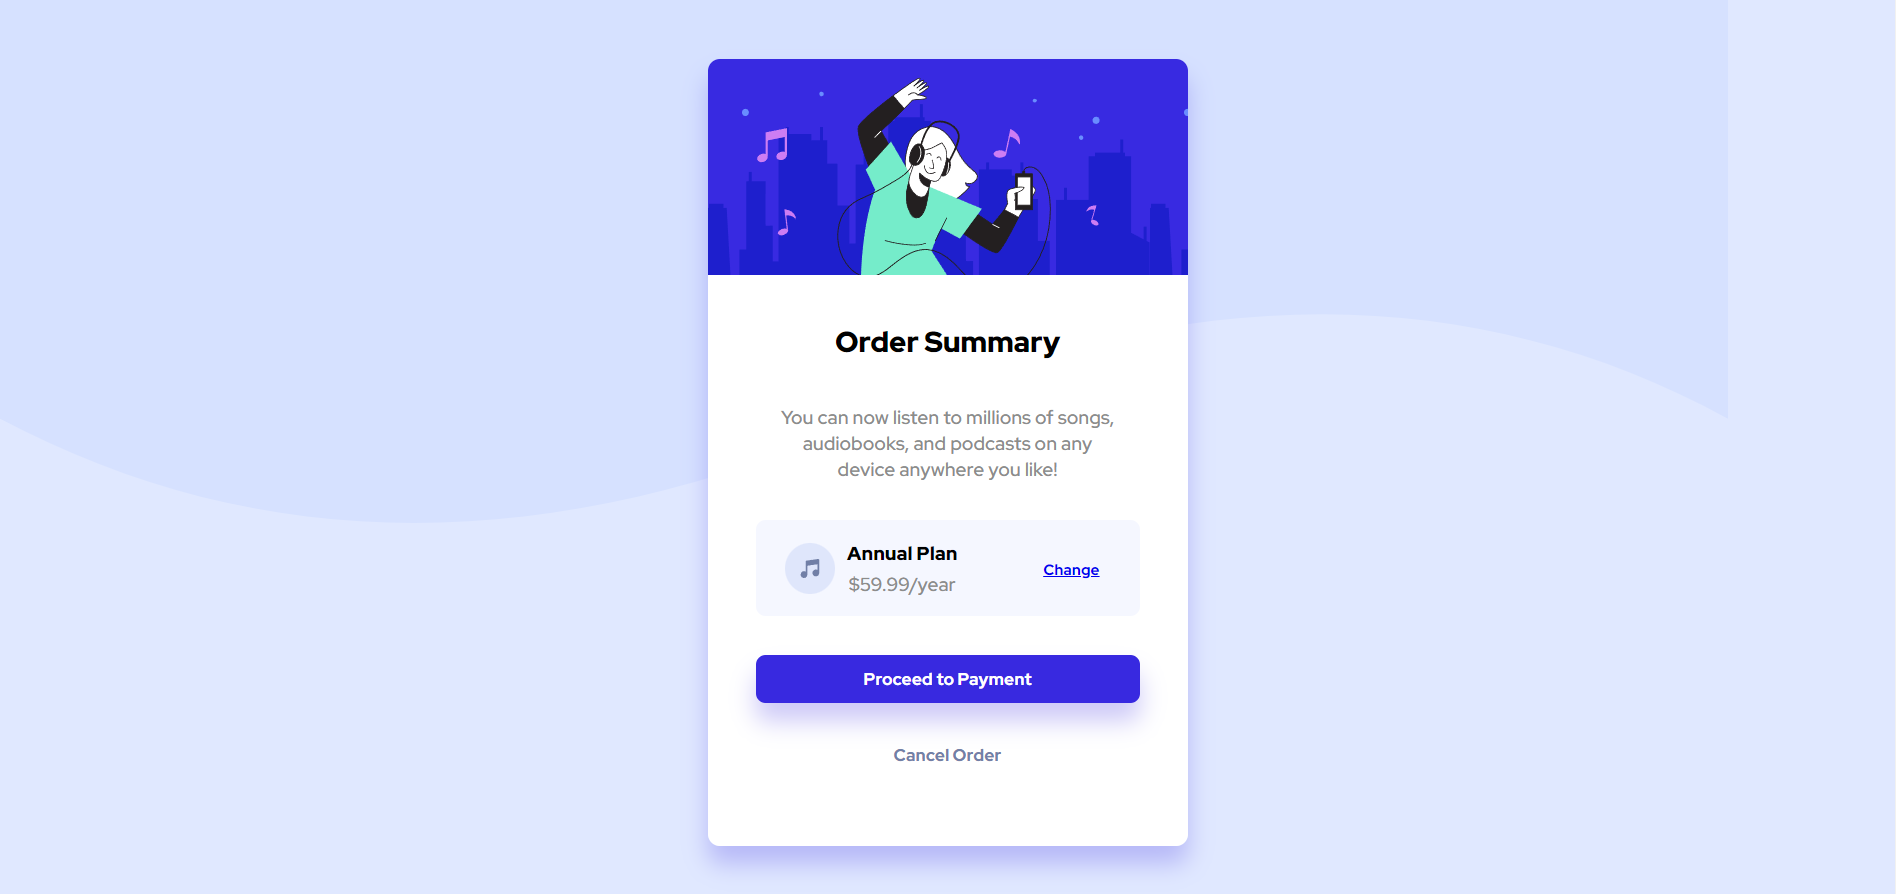 Order Summary
You can now listen to millions of songs,
audiobooks, and podcasts on any
device anywhere you like!
Annual Plan
$59.99/year
Change
Proceed to Payment
Cancel Order